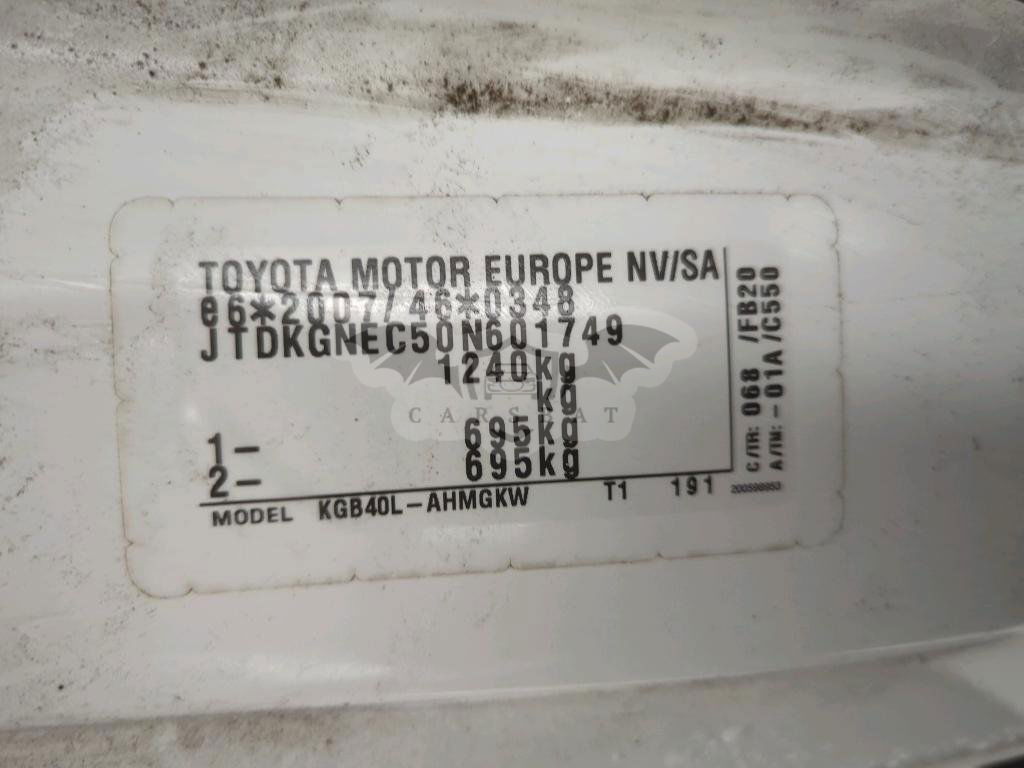 TOYOTA MOTOR EUROPE NV/SA
e6*2007/46*0348
JTDKGNEC50N601749
1240kg
kg
1- 695kg
2- 695kg
MODEL KGB40L-AHMGKW T1 191
C/TR: 068 /FB20
A/TM: -01A /C550
200598953
CARSBAT